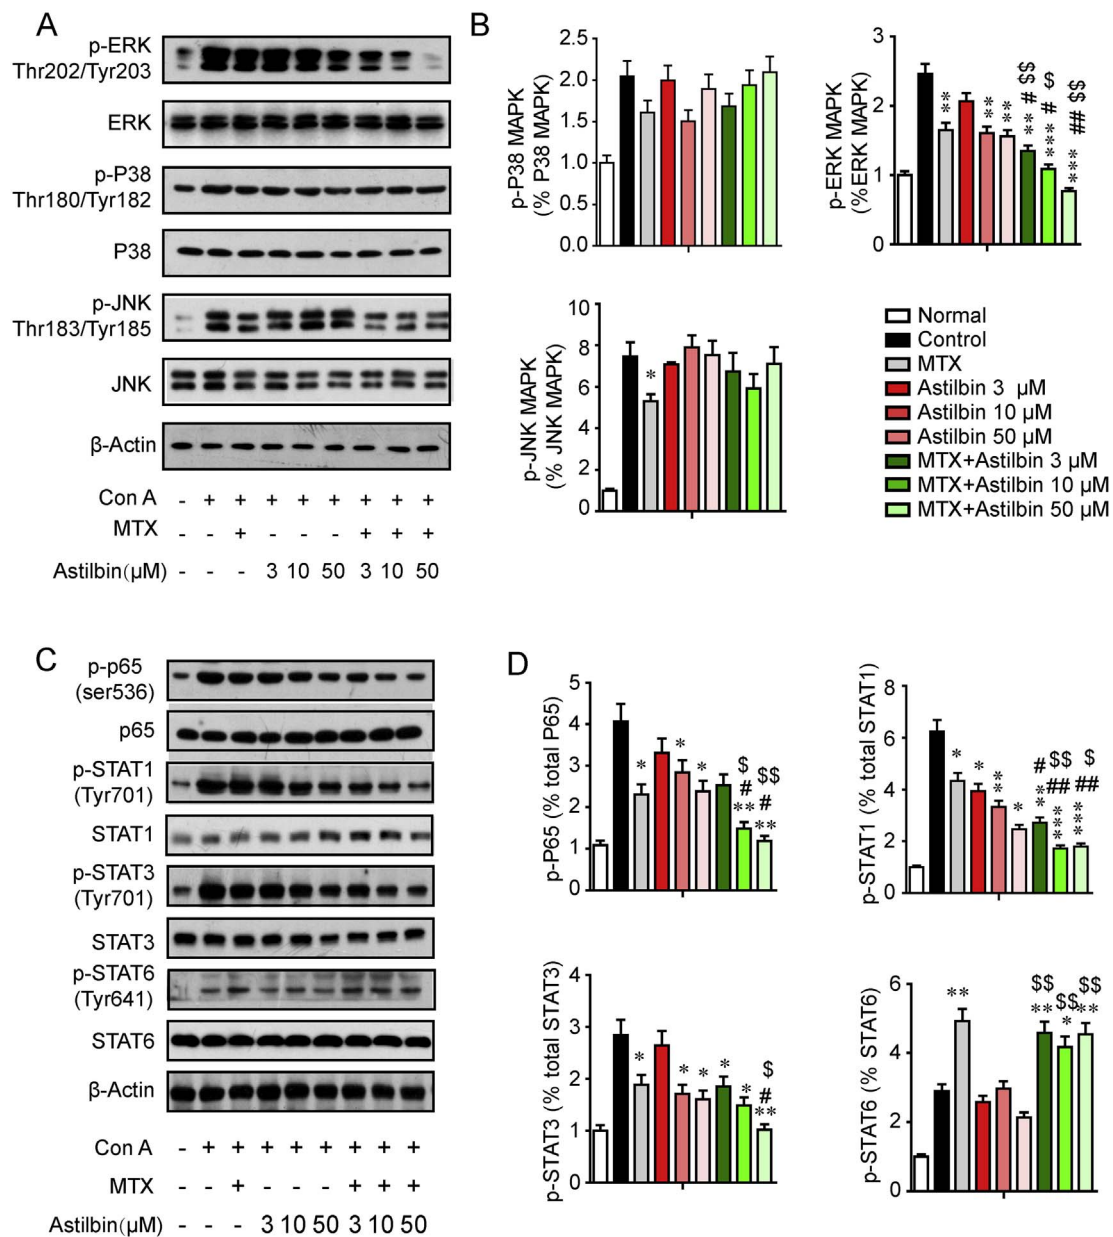 A
p-ERK
Thr202/Tyr203
ERK
p-P38
Thr180/Tyr182
P38
p-JNK
Thr183/Tyr185
JNK
β-Actin
Con A - + + + + + + + +
MTX - - + - - - + + +
Astilbin(μM) - - - 3 10 50 3 10 50
B
p-P38 MAPK
(% P38 MAPK)
2.5
2.0
1.5
1.0
0.5
0.0
p-ERK MAPK
(%ERK MAPK)
3
2
1
0
**
**
**
$$
#
***
$
#
****
$$
##
****
p-JNK MAPK
(% JNK MAPK)
10
8
6
4
2
0
*
Normal
Control
MTX
Astilbin 3 μM
Astilbin 10 μM
Astilbin 50 μM
MTX+Astilbin 3 μM
MTX+Astilbin 10 μM
MTX+Astilbin 50 μM
C
p-p65
(ser536)
p65
p-STAT1
(Tyr701)
STAT1
p-STAT3
(Tyr701)
STAT3
p-STAT6
(Tyr641)
STAT6
β-Actin
Con A - + + + + + + + +
MTX - - + - - - + + +
Astilbin(μM) - - - 3 10 50 3 10 50
D
p-P65 (% total P65)
5
4
3
2
1
0
*
*
*
$
#
**
$$
#
**
p-STAT1 (% total STAT1)
8
6
4
2
0
*
*
**
*
#
**
$$
##
***
$
##
***
p-STAT3 (% total STAT3)
4
3
2
1
0
*
*
*
*
*
$
#
**
p-STAT6 (% STAT6)
6
4
2
0
**
$$
**
$$
*
$$
**